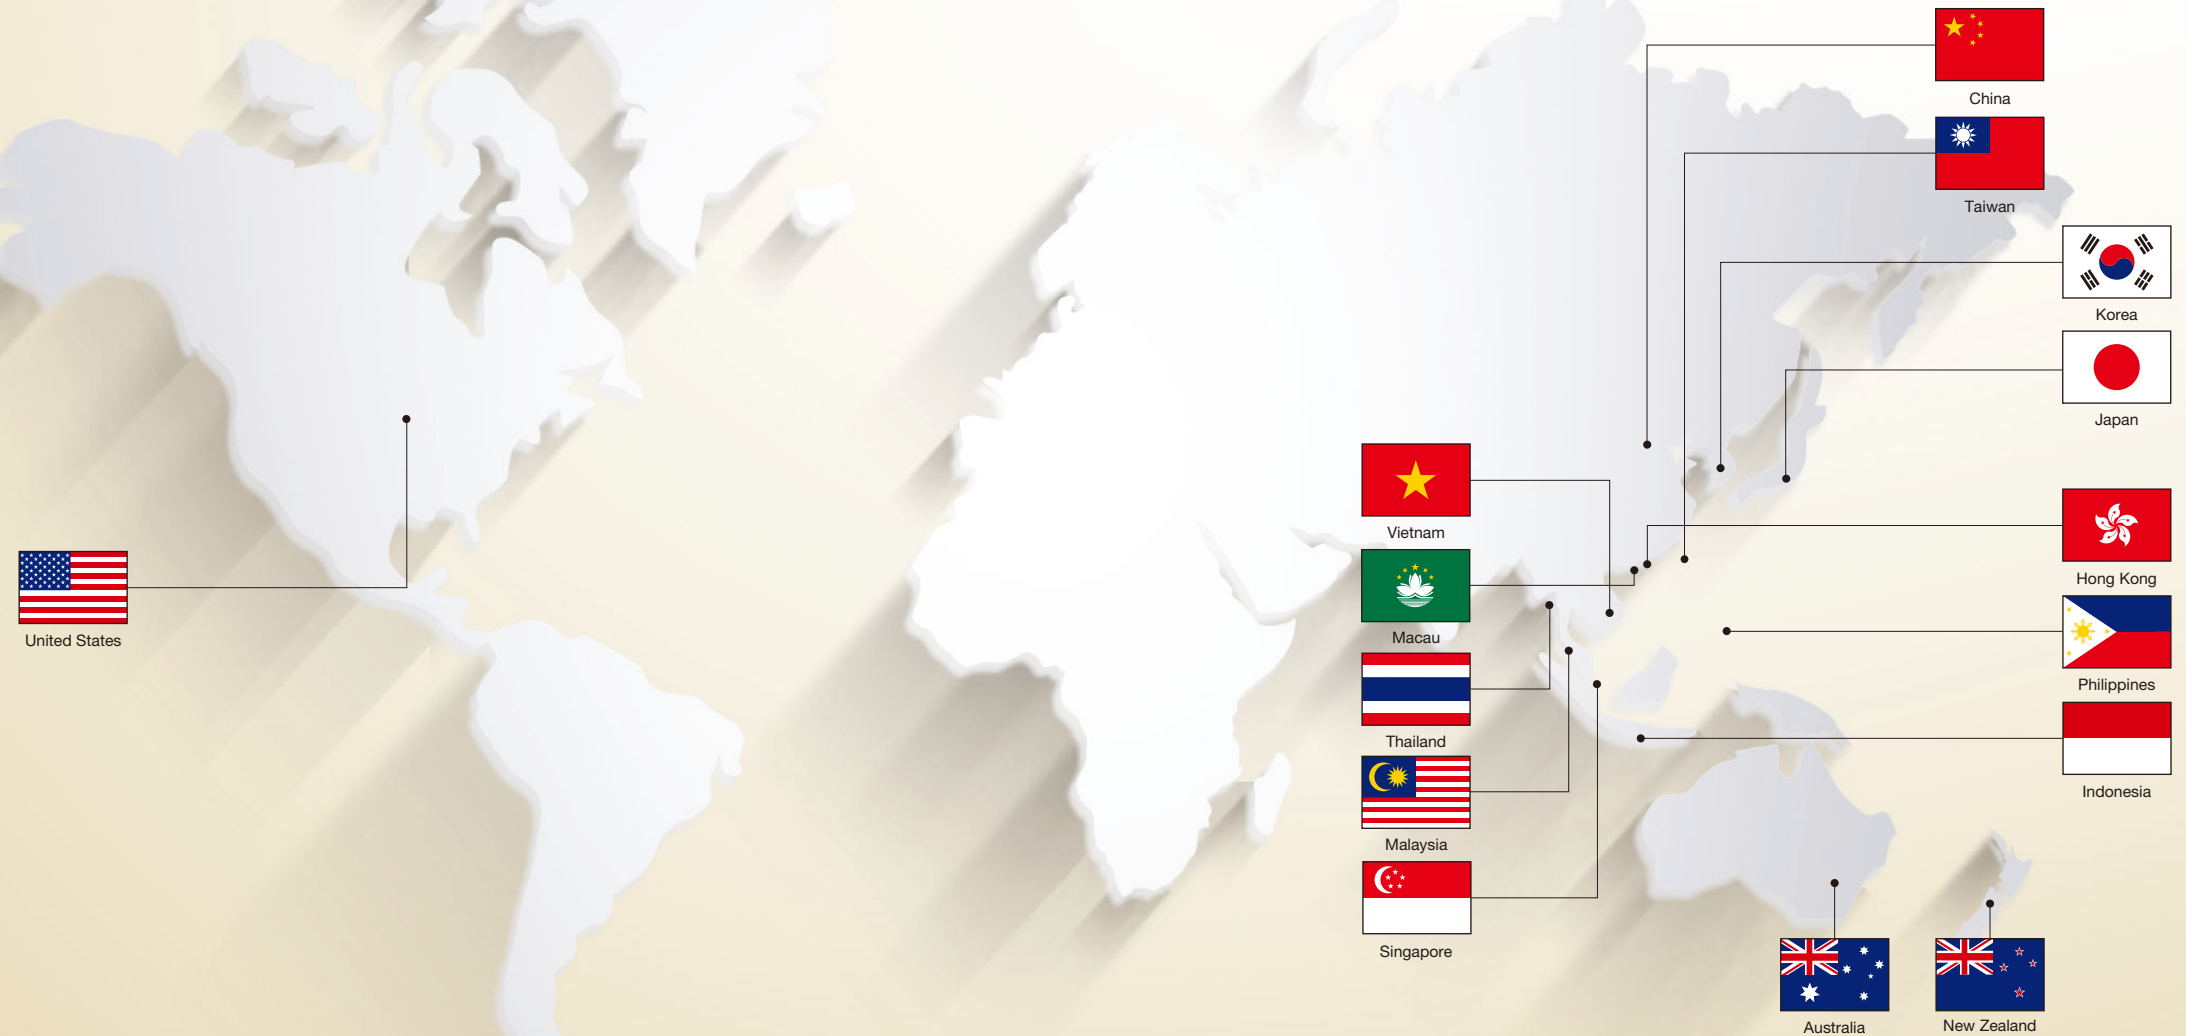 China
Taiwan
Korea
Japan
Vietnam
Hong Kong
Macau
United States
Philippines
Thailand
Indonesia
Malaysia
Singapore
Australia
New Zealand